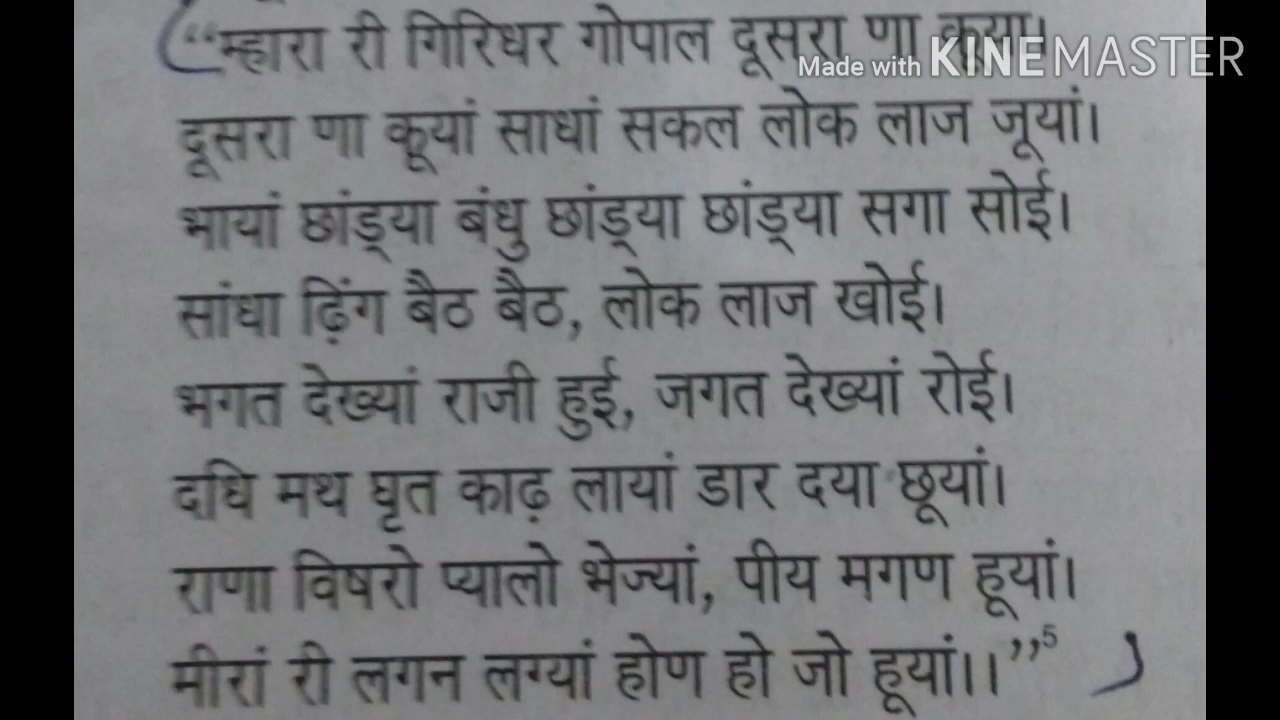 “म्हारा री गिरिधर गोपाल दूसरा णा कूया।
Made with KINEMASTER
दूसरा णा कूयां साधां सकल लोक लाज जूयां।
भायां छांड्या बंधु छांड्या छांड्या सगा सोई।
सांधा ढ़िंग बैठ बैठ, लोक लाज खोई।
भगत देख्यां राजी हुई, जगत देख्यां रोई।
दधि मथ घृत काढ़ लायां डार दया छूयां।
राणा विषरो प्यालो भेज्यां, पीय मगण हूयां।
मीरां री लगन लग्यां होण हो जो हूयां।।”5